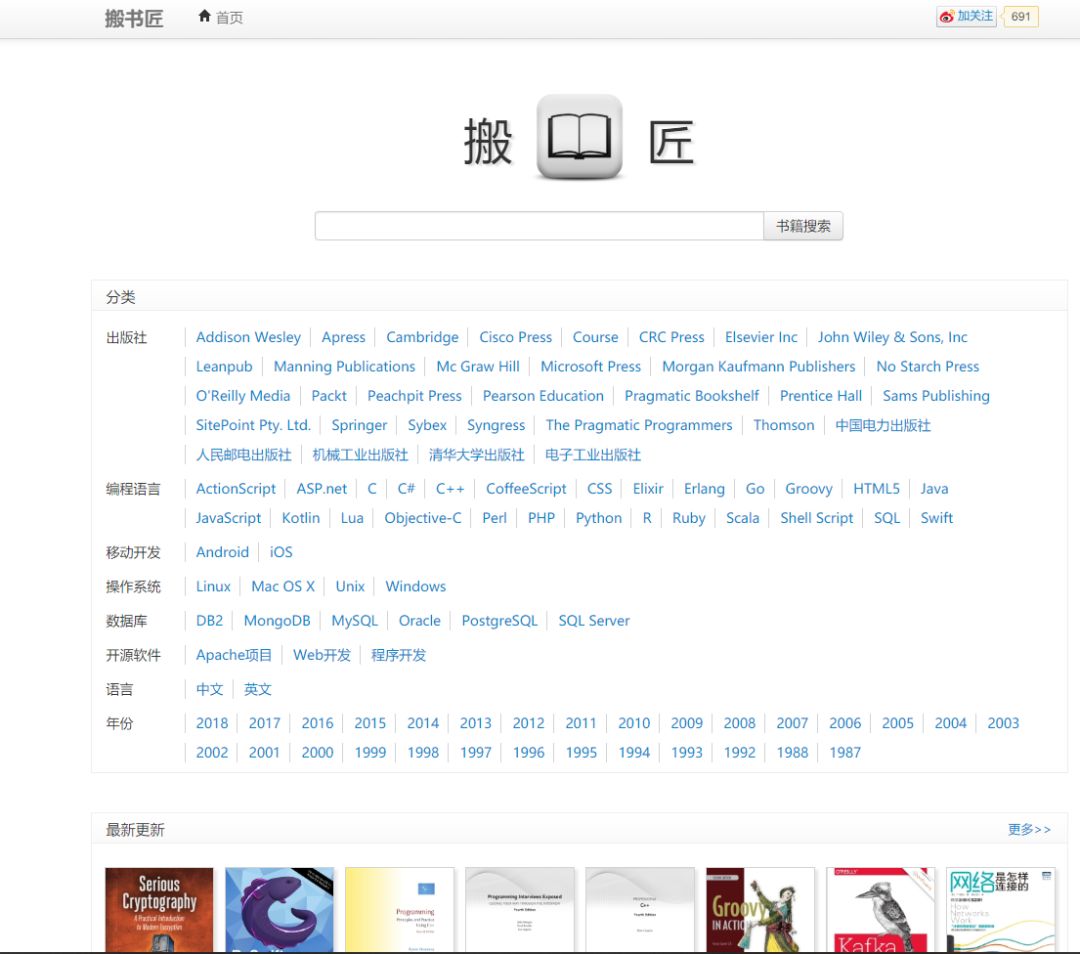 搬书匠 首页 加关注 691
搬 匠
书籍搜索
分类
出版社 Addison Wesley Apress Cambridge Cisco Press Course CRC Press Elsevier Inc John Wiley & Sons, Inc
Leanpub Manning Publications Mc Graw Hill Microsoft Press Morgan Kaufmann Publishers No Starch Press
O'Reilly Media Packt Peachpit Press Pearson Education Pragmatic Bookshelf Prentice Hall Sams Publishing
SitePoint Pty. Ltd. Springer Sybex Syngress The Pragmatic Programmers Thomson 中国电力出版社
人民邮电出版社 机械工业出版社 清华大学出版社 电子工业出版社
编程语言 ActionScript ASP.net C C# C++ CoffeeScript CSS Elixir Erlang Go Groovy HTML5 Java
JavaScript Kotlin Lua Objective-C Perl PHP Python R Ruby Scala Shell Script SQL Swift
移动开发 Android iOS
操作系统 Linux Mac OS X Unix Windows
数据库 DB2 MongoDB MySQL Oracle PostgreSQL SQL Server
开源软件 Apache项目 Web开发 程序开发
语言 中文 英文
年份 2018 2017 2016 2015 2014 2013 2012 2011 2010 2009 2008 2007 2006 2005 2004 2003
2002 2001 2000 1999 1998 1997 1996 1995 1994 1993 1992 1988 1987
最新更新 更多>>
Serious
Cryptography
A Practical Introduction
to Modern Encryption
Programming
Programming Interviews Exposed
Fourth Edition
C++
Fourth Edition
Groovy
IN ACTION
O'REILLY
Kafka
网络是怎样
连接的
How
Networks
Work